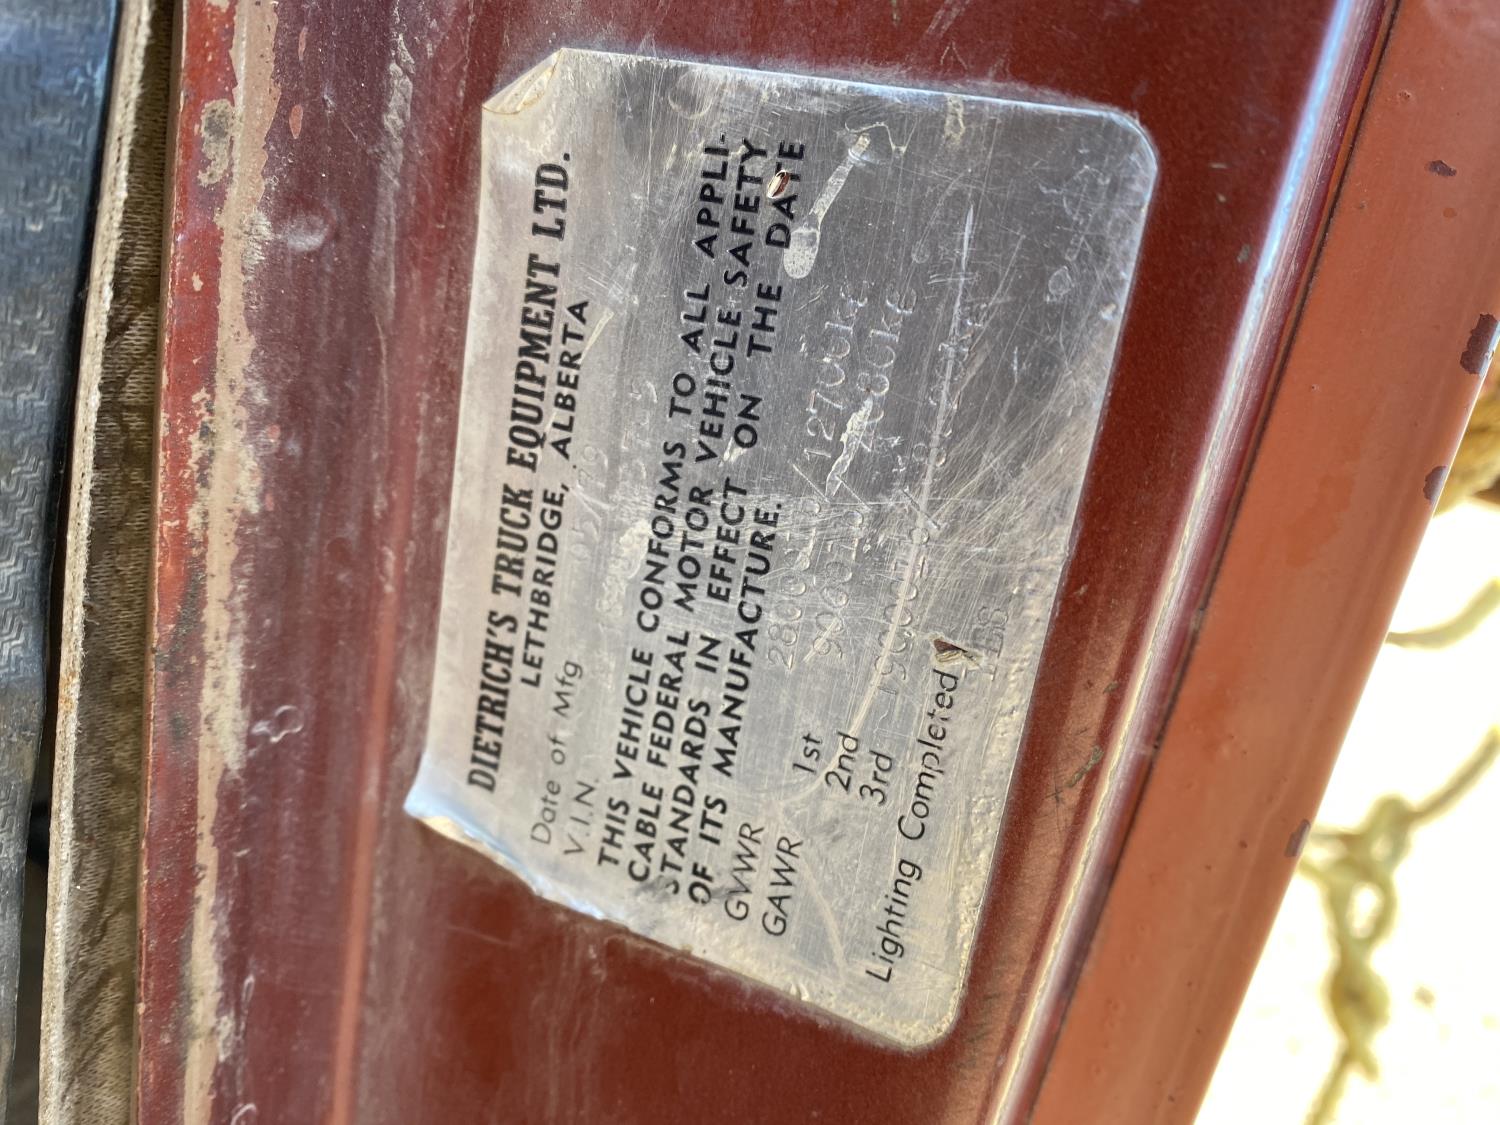 DIETRICH'S TRUCK EQUIPMENT LTD.
LETHBRIDGE, ALBERTA
Date of Mfg
V.I.N.
THIS VEHICLE CONFORMS TO ALL APPLI-
CABLE FEDERAL MOTOR VEHICLE SAFETY
STANDARDS IN EFFECT ON THE DATE
OF ITS MANUFACTURE.
GVWR
GAWR 1st
2nd
3rd
Lighting Completed YES